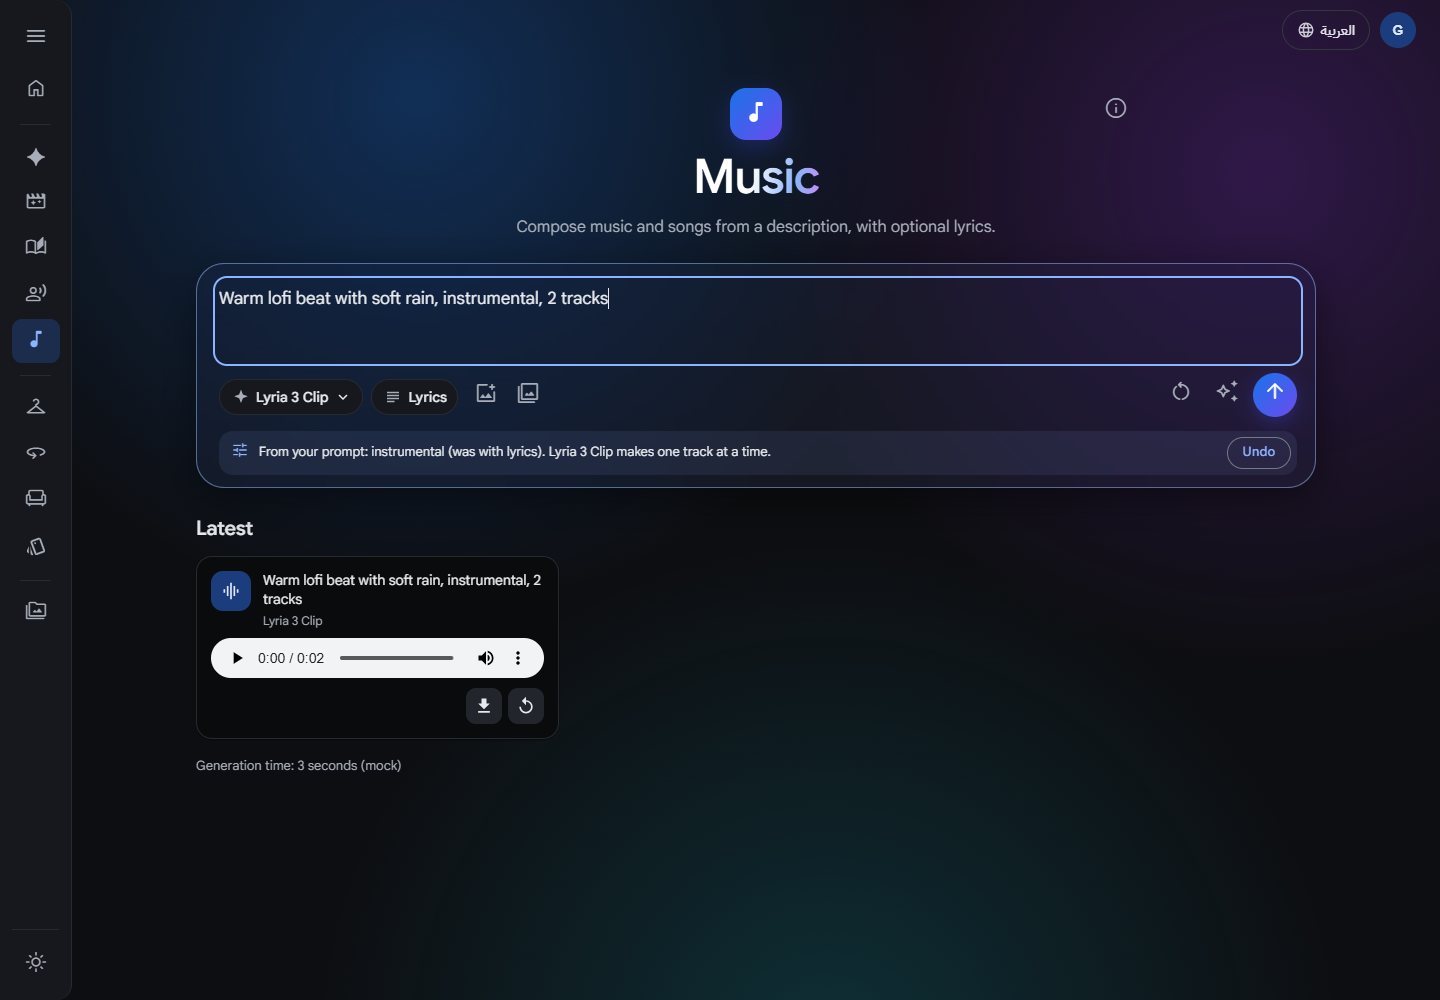 العربية
G
Music
Compose music and songs from a description, with optional lyrics.
Warm lofi beat with soft rain, instrumental, 2 tracks
Lyria 3 Clip
Lyrics
From your prompt: instrumental (was with lyrics). Lyria 3 Clip makes one track at a time.
Undo
Latest
Warm lofi beat with soft rain, instrumental, 2
tracks
Lyria 3 Clip
0:00 / 0:02
Generation time: 3 seconds (mock)